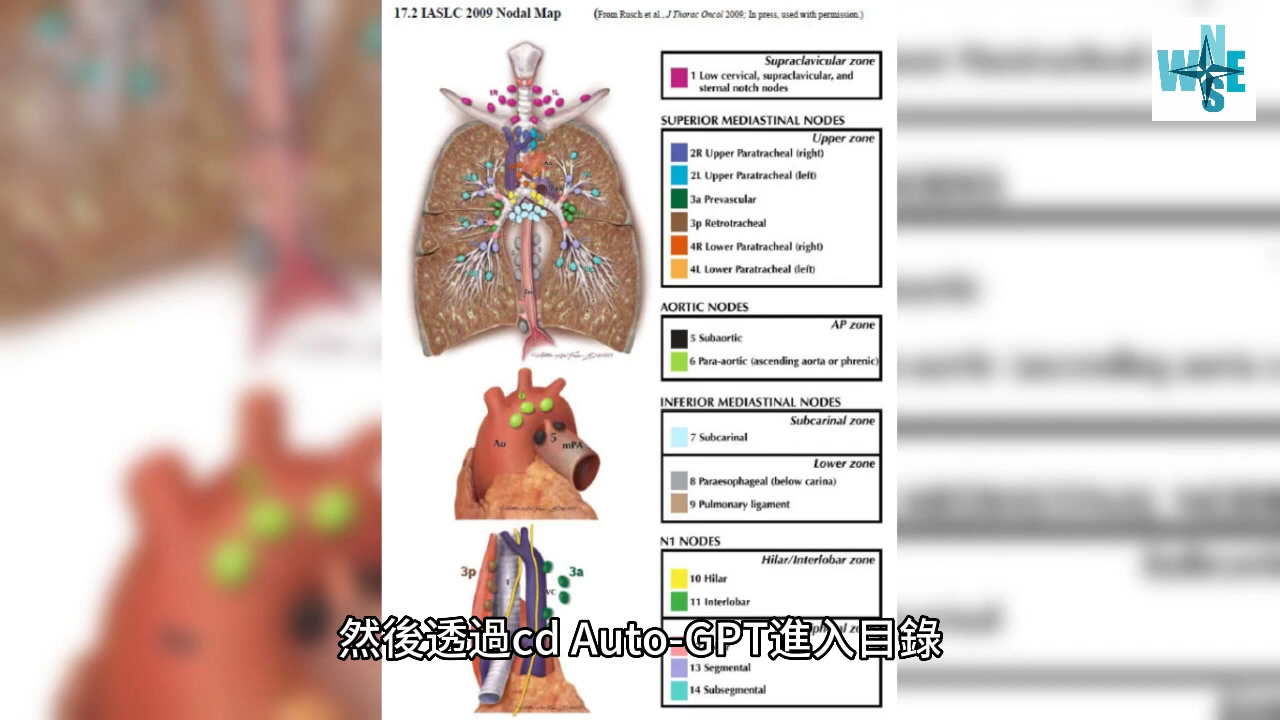 17.2 IASLC 2009 Nodal Map
(From Rusch et al., J Thorac Oncol 2009; In press, used with permission.)
W N E S
Supraclavicular zone
1 Low cervical, supraclavicular, and
sternal notch nodes
1R
1L
SUPERIOR MEDIASTINAL NODES
Upper zone
2R Upper Paratracheal (right)
2L Upper Paratracheal (left)
3a Prevascular
3p Retrotracheal
4R Lower Paratracheal (right)
4L Lower Paratracheal (left)
AORTIC NODES
AP zone
5 Subaortic
6 Para-aortic (ascending aorta or phrenic)
6
Ao
5
mPA
INFERIOR MEDIASTINAL NODES
Subcarinal zone
7 Subcarinal
Lower zone
8 Paraesophageal (below carina)
9 Pulmonary ligament
N1 NODES
Hilar/Interlobar zone
10 Hilar
11 Interlobar
3p
3a
T
然後透過cd Auto-GPT進入目錄
13 Segmental
14 Subsegmental